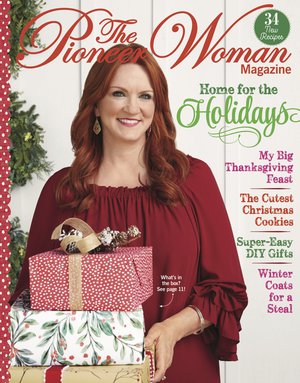 The
Pioneer Woman
Magazine
34
New
Recipes
Home for the
Holidays
My Big
Thanksgiving
Feast
The Cutest
Christmas
Cookies
Super-Easy
DIY Gifts
Winter
Coats
for a
Steal
What's in
the box?
See page 11!